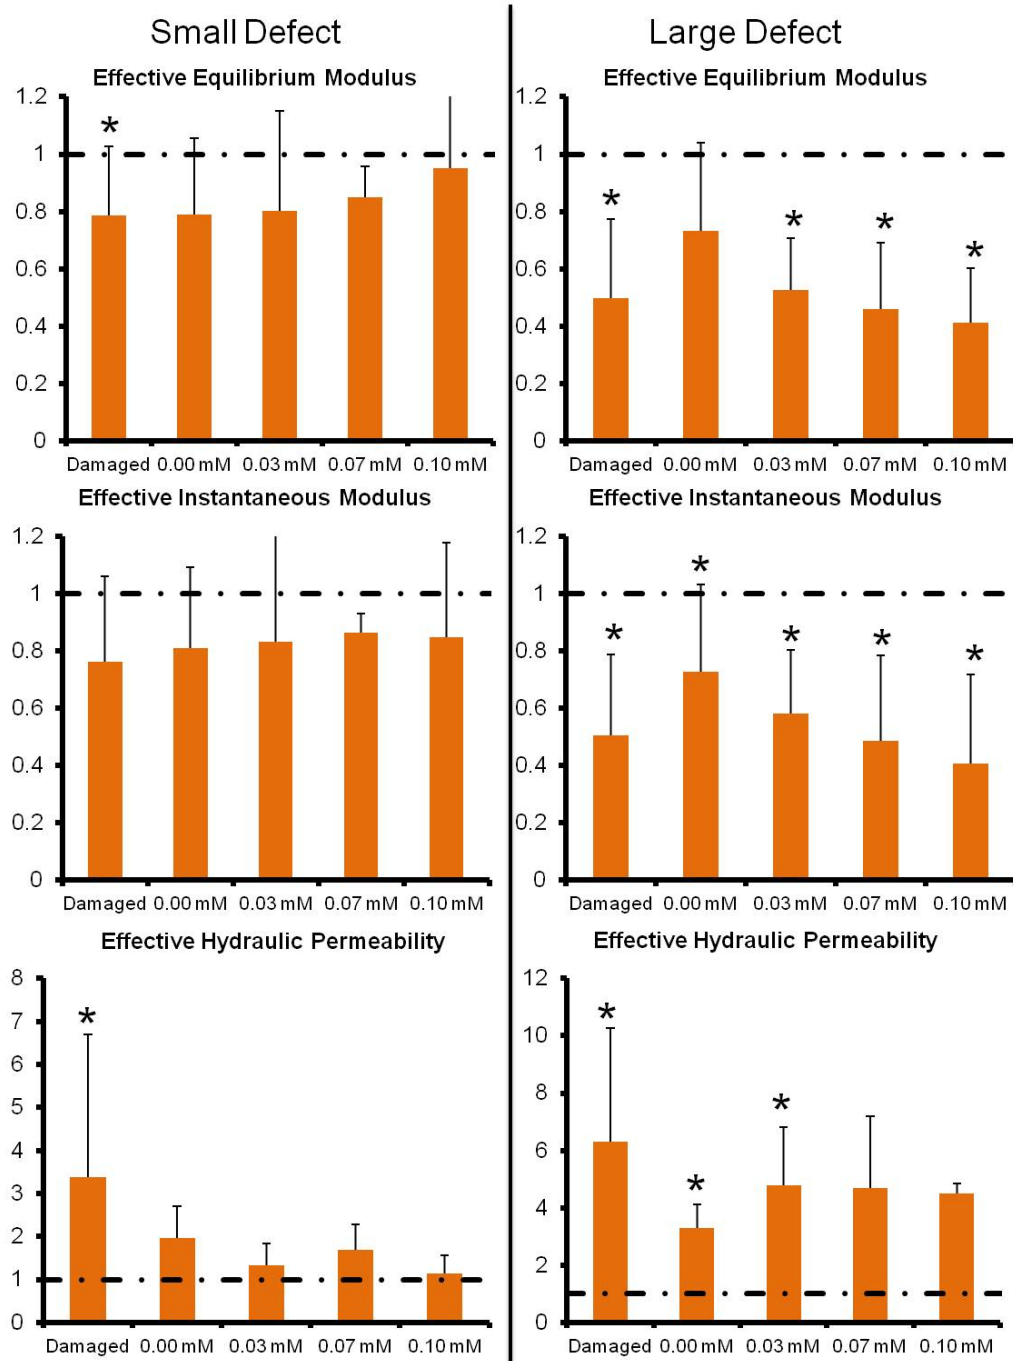 Small Defect
Effective Equilibrium Modulus
*
1.2
1
0.8
0.6
0.4
0.2
0
Damaged 0.00 mM 0.03 mM 0.07 mM 0.10 mM
Effective Instantaneous Modulus
1.2
1
0.8
0.6
0.4
0.2
0
Damaged 0.00 mM 0.03 mM 0.07 mM 0.10 mM
Effective Hydraulic Permeability
*
8
7
6
5
4
3
2
1
0
Damaged 0.00 mM 0.03 mM 0.07 mM 0.10 mM
Large Defect
Effective Equilibrium Modulus
* * * *
1.2
1
0.8
0.6
0.4
0.2
0
Damaged 0.00 mM 0.03 mM 0.07 mM 0.10 mM
Effective Instantaneous Modulus
* * * * *
1.2
1
0.8
0.6
0.4
0.2
0
Damaged 0.00 mM 0.03 mM 0.07 mM 0.10 mM
Effective Hydraulic Permeability
* * *
12
10
8
6
4
2
0
Damaged 0.00 mM 0.03 mM 0.07 mM 0.10 mM